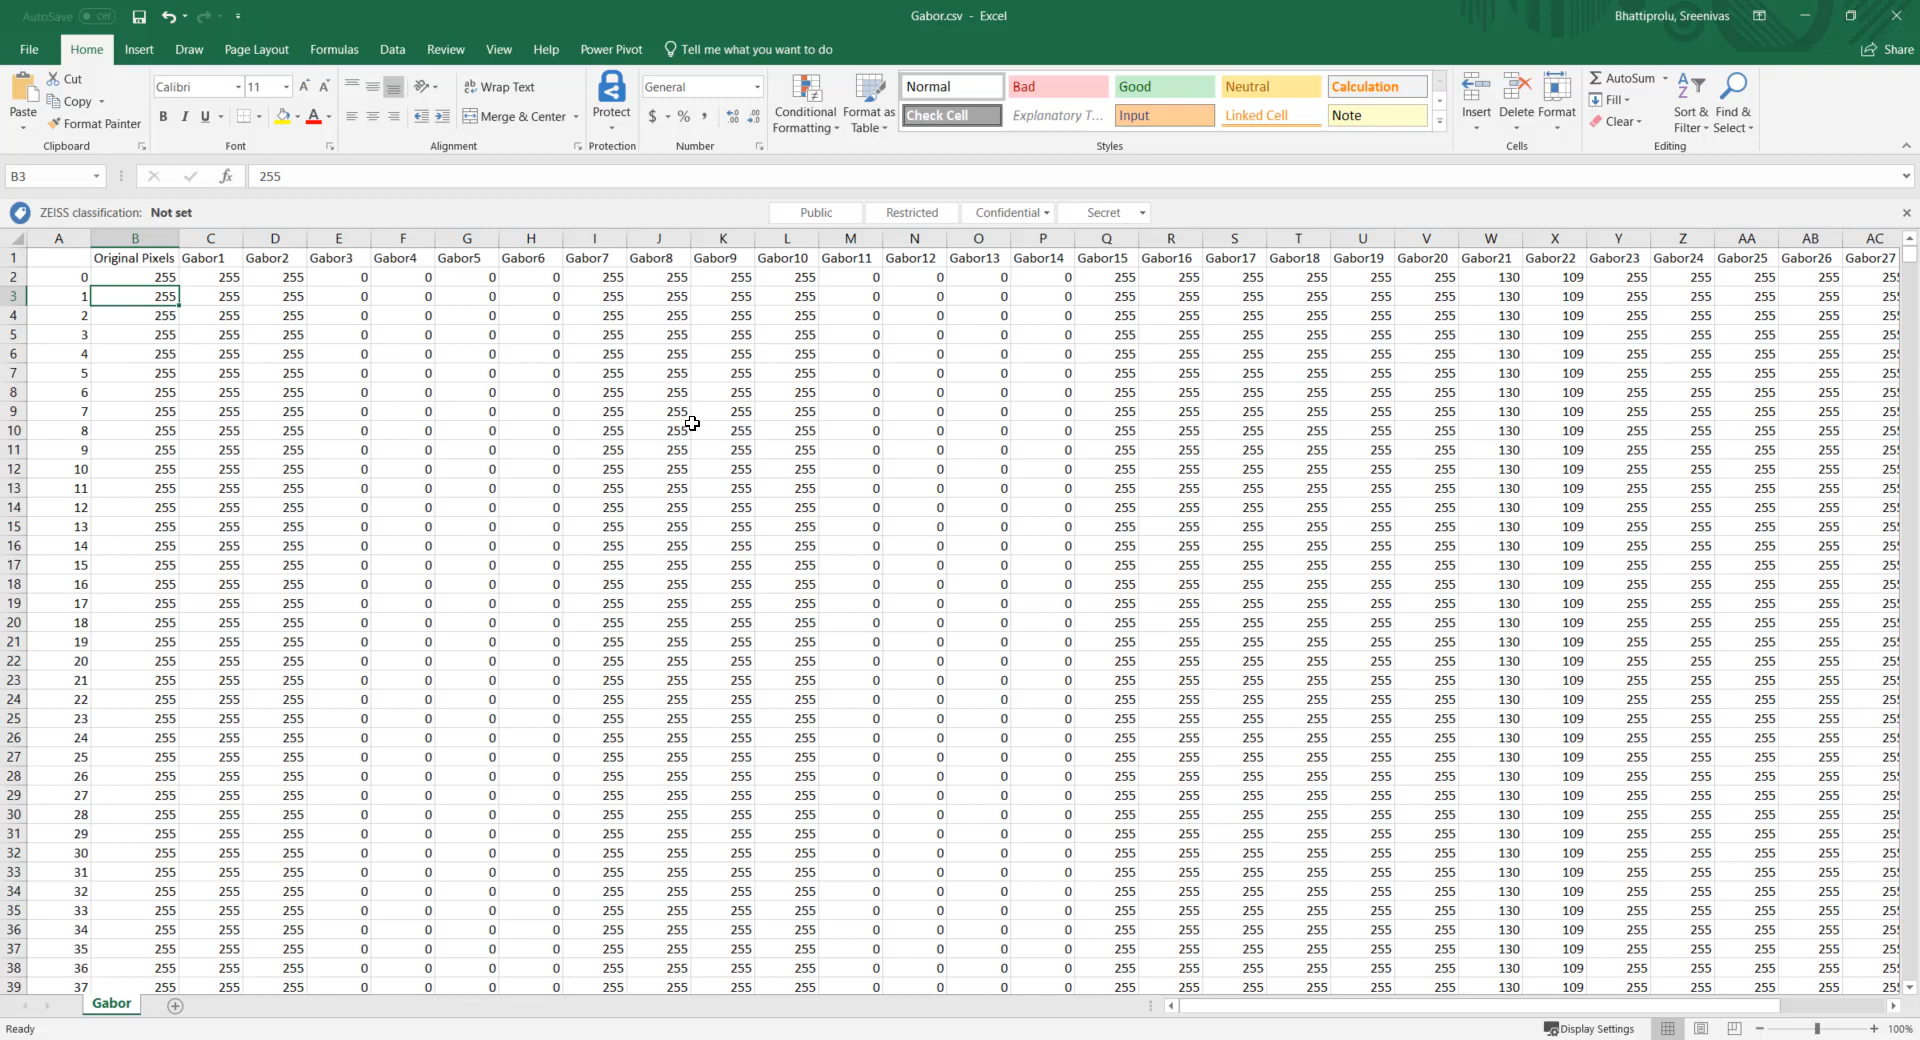 AutoSave Off
Gabor.csv - Excel
Bhattiprolu, Sreenivas
File Home Insert Draw Page Layout Formulas Data Review View Help Power Pivot Tell me what you want to do Share
Paste
Cut
Copy
Format Painter
Clipboard
Calibri 11
B I U
Font
Wrap Text
Merge & Center
Alignment
Protect
Protection
General
$ % ,
Number
Conditional Formatting
Format as Table
Normal Bad Good Neutral Calculation
Check Cell Explanatory T... Input Linked Cell Note
Styles
Insert Delete Format
Cells
AutoSum
Fill
Clear
Sort & Filter
Find & Select
Editing
B3 fx 255
ZEISS classification: Not set Public Restricted Confidential Secret
A B C D E F G H I J K L M N O P Q R S T U V W X Y Z AA AB AC
1 Original Pixels Gabor1 Gabor2 Gabor3 Gabor4 Gabor5 Gabor6 Gabor7 Gabor8 Gabor9 Gabor10 Gabor11 Gabor12 Gabor13 Gabor14 Gabor15 Gabor16 Gabor17 Gabor18 Gabor19 Gabor20 Gabor21 Gabor22 Gabor23 Gabor24 Gabor25 Gabor26 Gabor27
2 0 255 255 255 0 0 0 0 255 255 255 255 0 0 0 0 255 255 255 255 255 255 130 109 255 255 255 255 255
3 1 255 255 255 0 0 0 0 255 255 255 255 0 0 0 0 255 255 255 255 255 255 130 109 255 255 255 255 255
4 2 255 255 255 0 0 0 0 255 255 255 255 0 0 0 0 255 255 255 255 255 255 130 109 255 255 255 255 255
5 3 255 255 255 0 0 0 0 255 255 255 255 0 0 0 0 255 255 255 255 255 255 130 109 255 255 255 255 255
6 4 255 255 255 0 0 0 0 255 255 255 255 0 0 0 0 255 255 255 255 255 255 130 109 255 255 255 255 255
7 5 255 255 255 0 0 0 0 255 255 255 255 0 0 0 0 255 255 255 255 255 255 130 109 255 255 255 255 255
8 6 255 255 255 0 0 0 0 255 255 255 255 0 0 0 0 255 255 255 255 255 255 130 109 255 255 255 255 255
9 7 255 255 255 0 0 0 0 255 255 255 255 0 0 0 0 255 255 255 255 255 255 130 109 255 255 255 255 255
10 8 255 255 255 0 0 0 0 255 255 255 255 0 0 0 0 255 255 255 255 255 255 130 109 255 255 255 255 255
11 9 255 255 255 0 0 0 0 255 255 255 255 0 0 0 0 255 255 255 255 255 255 130 109 255 255 255 255 255
12 10 255 255 255 0 0 0 0 255 255 255 255 0 0 0 0 255 255 255 255 255 255 130 109 255 255 255 255 255
13 11 255 255 255 0 0 0 0 255 255 255 255 0 0 0 0 255 255 255 255 255 255 130 109 255 255 255 255 255
14 12 255 255 255 0 0 0 0 255 255 255 255 0 0 0 0 255 255 255 255 255 255 130 109 255 255 255 255 255
15 13 255 255 255 0 0 0 0 255 255 255 255 0 0 0 0 255 255 255 255 255 255 130 109 255 255 255 255 255
16 14 255 255 255 0 0 0 0 255 255 255 255 0 0 0 0 255 255 255 255 255 255 130 109 255 255 255 255 255
17 15 255 255 255 0 0 0 0 255 255 255 255 0 0 0 0 255 255 255 255 255 255 130 109 255 255 255 255 255
18 16 255 255 255 0 0 0 0 255 255 255 255 0 0 0 0 255 255 255 255 255 255 130 109 255 255 255 255 255
19 17 255 255 255 0 0 0 0 255 255 255 255 0 0 0 0 255 255 255 255 255 255 130 109 255 255 255 255 255
20 18 255 255 255 0 0 0 0 255 255 255 255 0 0 0 0 255 255 255 255 255 255 130 109 255 255 255 255 255
21 19 255 255 255 0 0 0 0 255 255 255 255 0 0 0 0 255 255 255 255 255 255 130 109 255 255 255 255 255
22 20 255 255 255 0 0 0 0 255 255 255 255 0 0 0 0 255 255 255 255 255 255 130 109 255 255 255 255 255
23 21 255 255 255 0 0 0 0 255 255 255 255 0 0 0 0 255 255 255 255 255 255 130 109 255 255 255 255 255
24 22 255 255 255 0 0 0 0 255 255 255 255 0 0 0 0 255 255 255 255 255 255 130 109 255 255 255 255 255
25 23 255 255 255 0 0 0 0 255 255 255 255 0 0 0 0 255 255 255 255 255 255 130 109 255 255 255 255 255
26 24 255 255 255 0 0 0 0 255 255 255 255 0 0 0 0 255 255 255 255 255 255 130 109 255 255 255 255 255
27 25 255 255 255 0 0 0 0 255 255 255 255 0 0 0 0 255 255 255 255 255 255 130 109 255 255 255 255 255
28 26 255 255 255 0 0 0 0 255 255 255 255 0 0 0 0 255 255 255 255 255 255 130 109 255 255 255 255 255
29 27 255 255 255 0 0 0 0 255 255 255 255 0 0 0 0 255 255 255 255 255 255 130 109 255 255 255 255 255
30 28 255 255 255 0 0 0 0 255 255 255 255 0 0 0 0 255 255 255 255 255 255 130 109 255 255 255 255 255
31 29 255 255 255 0 0 0 0 255 255 255 255 0 0 0 0 255 255 255 255 255 255 130 109 255 255 255 255 255
32 30 255 255 255 0 0 0 0 255 255 255 255 0 0 0 0 255 255 255 255 255 255 130 109 255 255 255 255 255
33 31 255 255 255 0 0 0 0 255 255 255 255 0 0 0 0 255 255 255 255 255 255 130 109 255 255 255 255 255
34 32 255 255 255 0 0 0 0 255 255 255 255 0 0 0 0 255 255 255 255 255 255 130 109 255 255 255 255 255
35 33 255 255 255 0 0 0 0 255 255 255 255 0 0 0 0 255 255 255 255 255 255 130 109 255 255 255 255 255
36 34 255 255 255 0 0 0 0 255 255 255 255 0 0 0 0 255 255 255 255 255 255 130 109 255 255 255 255 255
37 35 255 255 255 0 0 0 0 255 255 255 255 0 0 0 0 255 255 255 255 255 255 130 109 255 255 255 255 255
38 36 255 255 255 0 0 0 0 255 255 255 255 0 0 0 0 255 255 255 255 255 255 130 109 255 255 255 255 255
39 37 255 255 255 0 0 0 0 255 255 255 255 0 0 0 0 255 255 255 255 255 255 130 109 255 255 255 255 255
Gabor
Ready Display Settings 100%